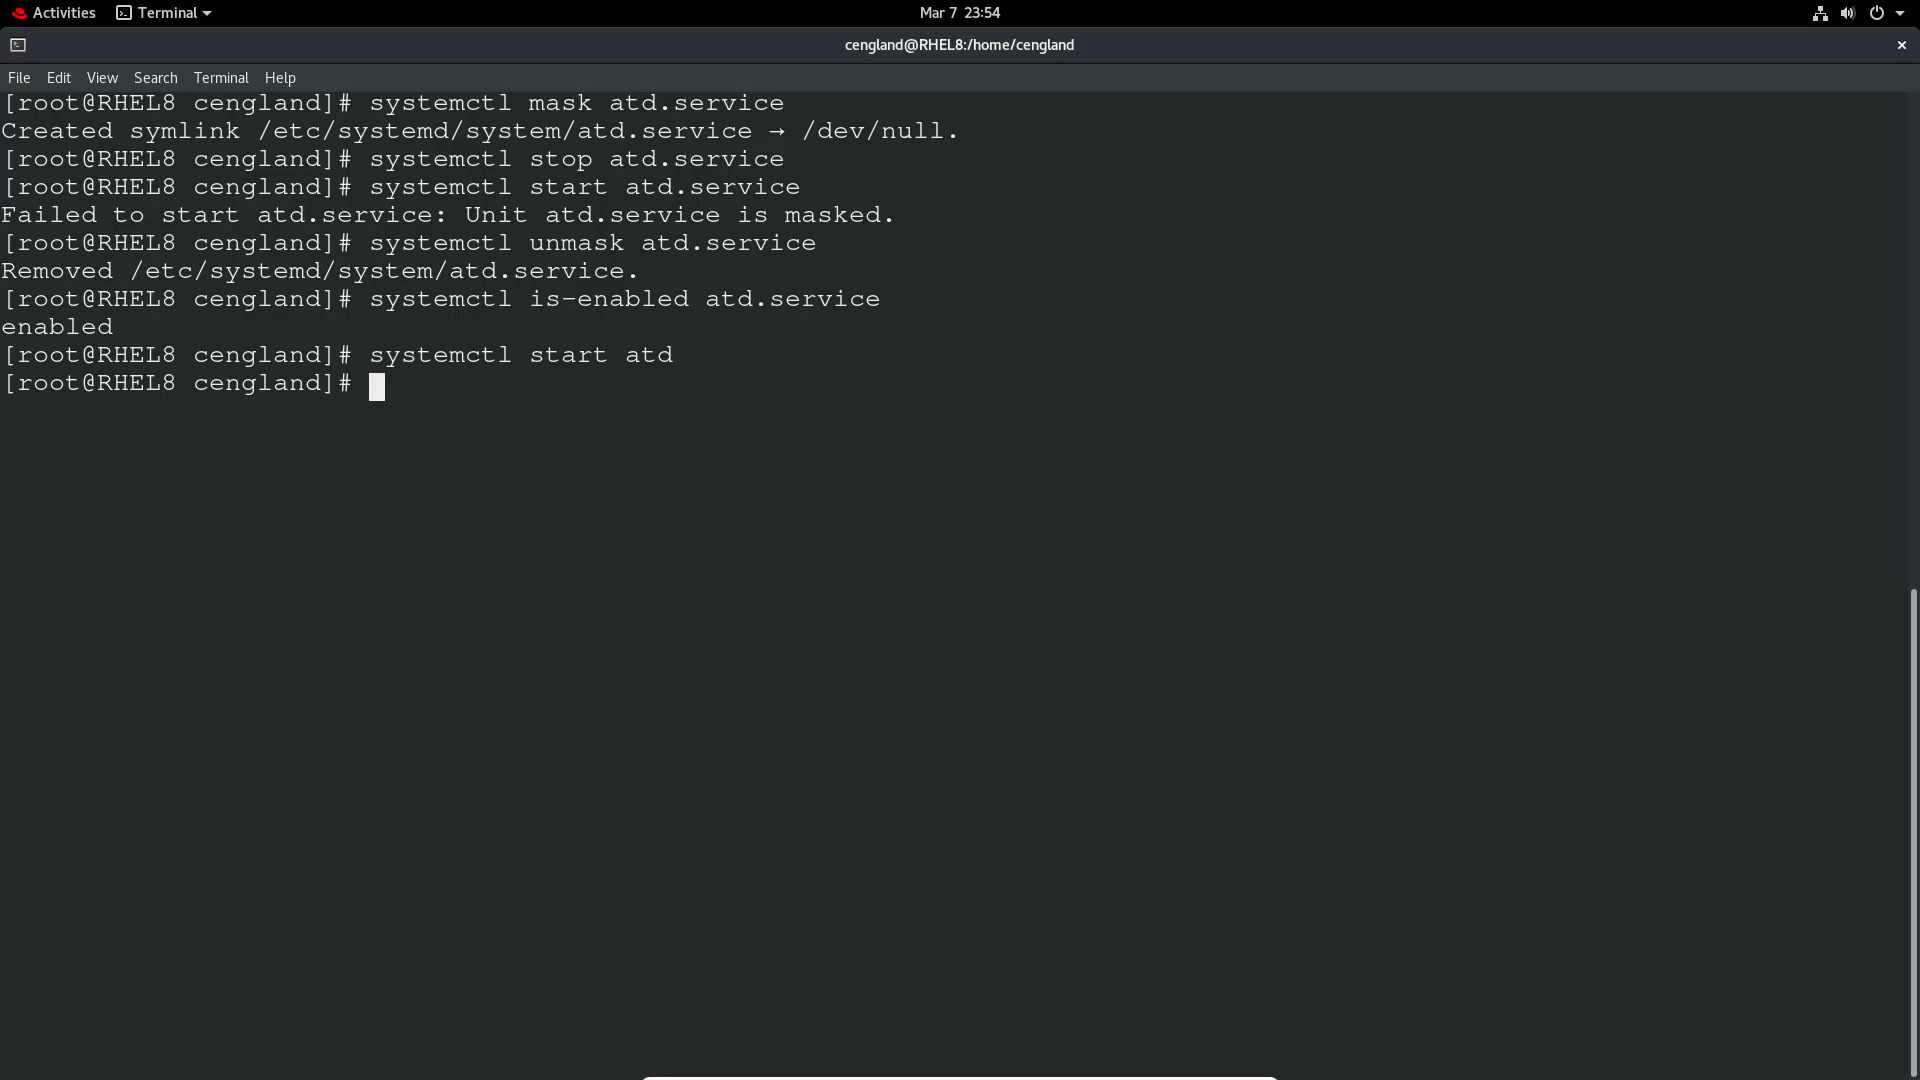 Activities Terminal Mar 7 23:54
cengland@RHEL8:/home/cengland
File Edit View Search Terminal Help
[root@RHEL8 cengland]# systemctl mask atd.service
Created symlink /etc/systemd/system/atd.service → /dev/null.
[root@RHEL8 cengland]# systemctl stop atd.service
[root@RHEL8 cengland]# systemctl start atd.service
Failed to start atd.service: Unit atd.service is masked.
[root@RHEL8 cengland]# systemctl unmask atd.service
Removed /etc/systemd/system/atd.service.
[root@RHEL8 cengland]# systemctl is-enabled atd.service
enabled
[root@RHEL8 cengland]# systemctl start atd
[root@RHEL8 cengland]#